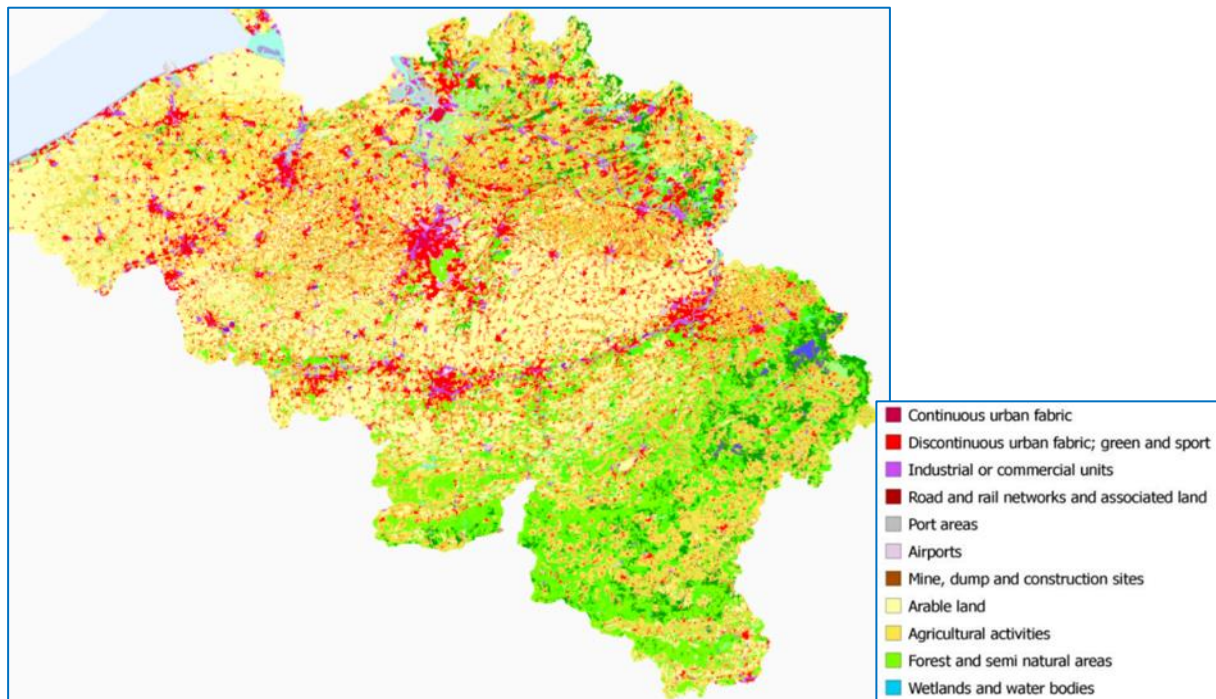 Continuous urban fabric
Discontinuous urban fabric; green and sport
Industrial or commercial units
Road and rail networks and associated land
Port areas
Airports
Mine, dump and construction sites
Arable land
Agricultural activities
Forest and semi natural areas
Wetlands and water bodies